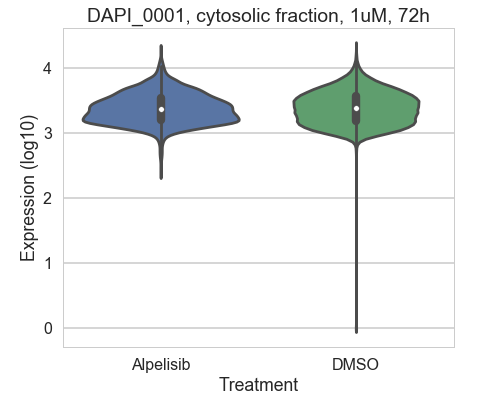 DAPI_0001, cytosolic fraction, 1uM, 72h
Expression (log10)
4
3
2
1
0
Alpelisib
DMSO
Treatment